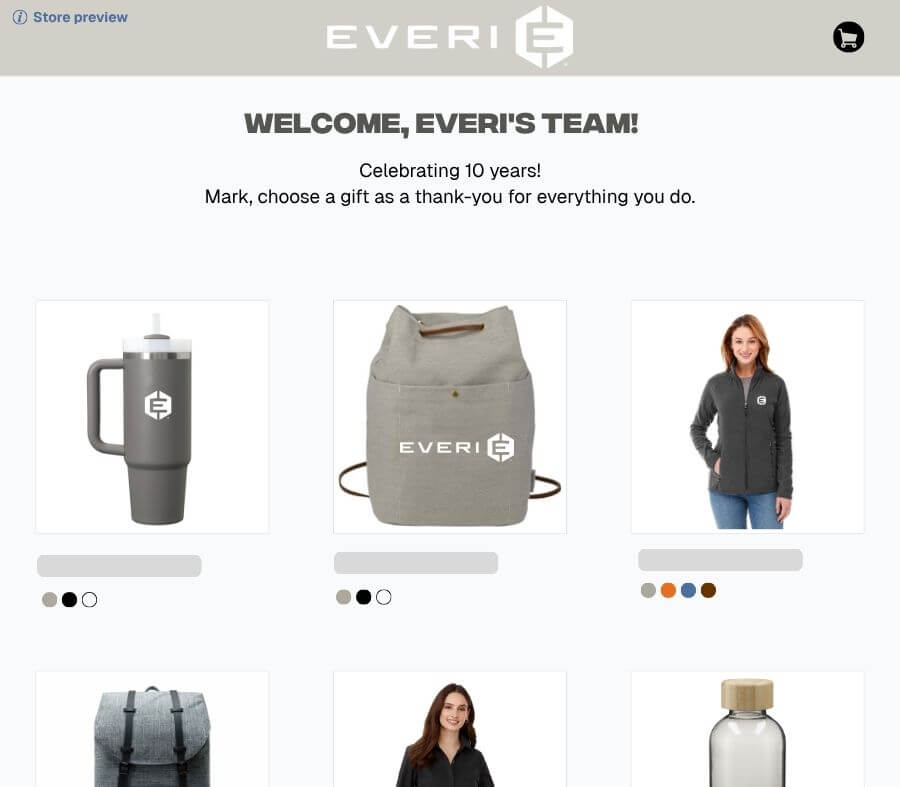 Store preview
EVERI
WELCOME, EVERI'S TEAM!
Celebrating 10 years!
Mark, choose a gift as a thank-you for everything you do.
EVERI